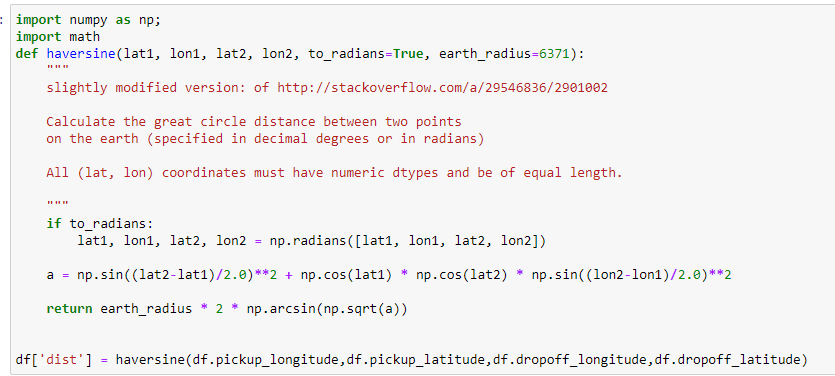 :
import numpy as np;
import math
def haversine(lat1, lon1, lat2, lon2, to_radians=True, earth_radius=6371):
    """
    slightly modified version: of http://stackoverflow.com/a/29546836/2901002

    Calculate the great circle distance between two points
    on the earth (specified in decimal degrees or in radians)

    All (lat, lon) coordinates must have numeric dtypes and be of equal length.

    """
    if to_radians:
        lat1, lon1, lat2, lon2 = np.radians([lat1, lon1, lat2, lon2])

    a = np.sin((lat2-lat1)/2.0)**2 + np.cos(lat1) * np.cos(lat2) * np.sin((lon2-lon1)/2.0)**2

    return earth_radius * 2 * np.arcsin(np.sqrt(a))


df['dist'] = haversine(df.pickup_longitude,df.pickup_latitude,df.dropoff_longitude,df.dropoff_latitude)